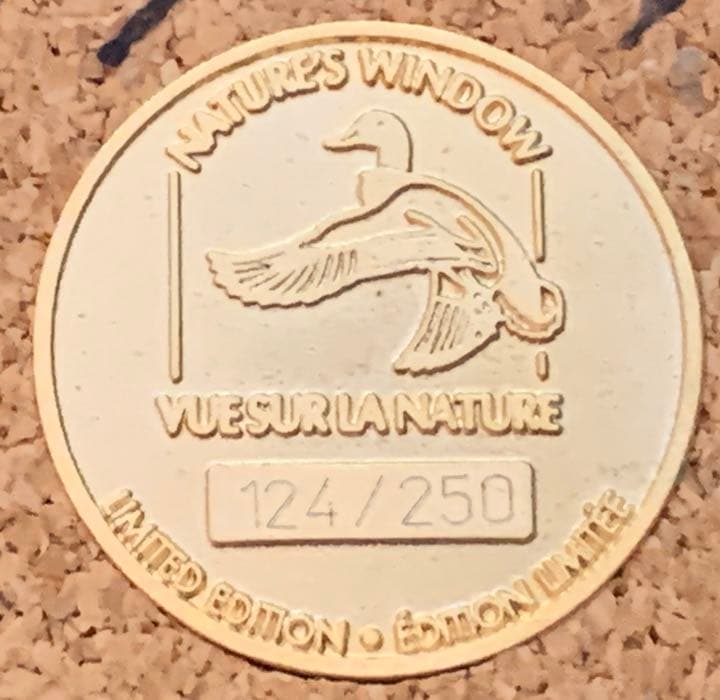 NATURE'S WINDOW
VUE SUR LA NATURE
124/250
LIMITED EDITION • ÉDITION LIMITÉE